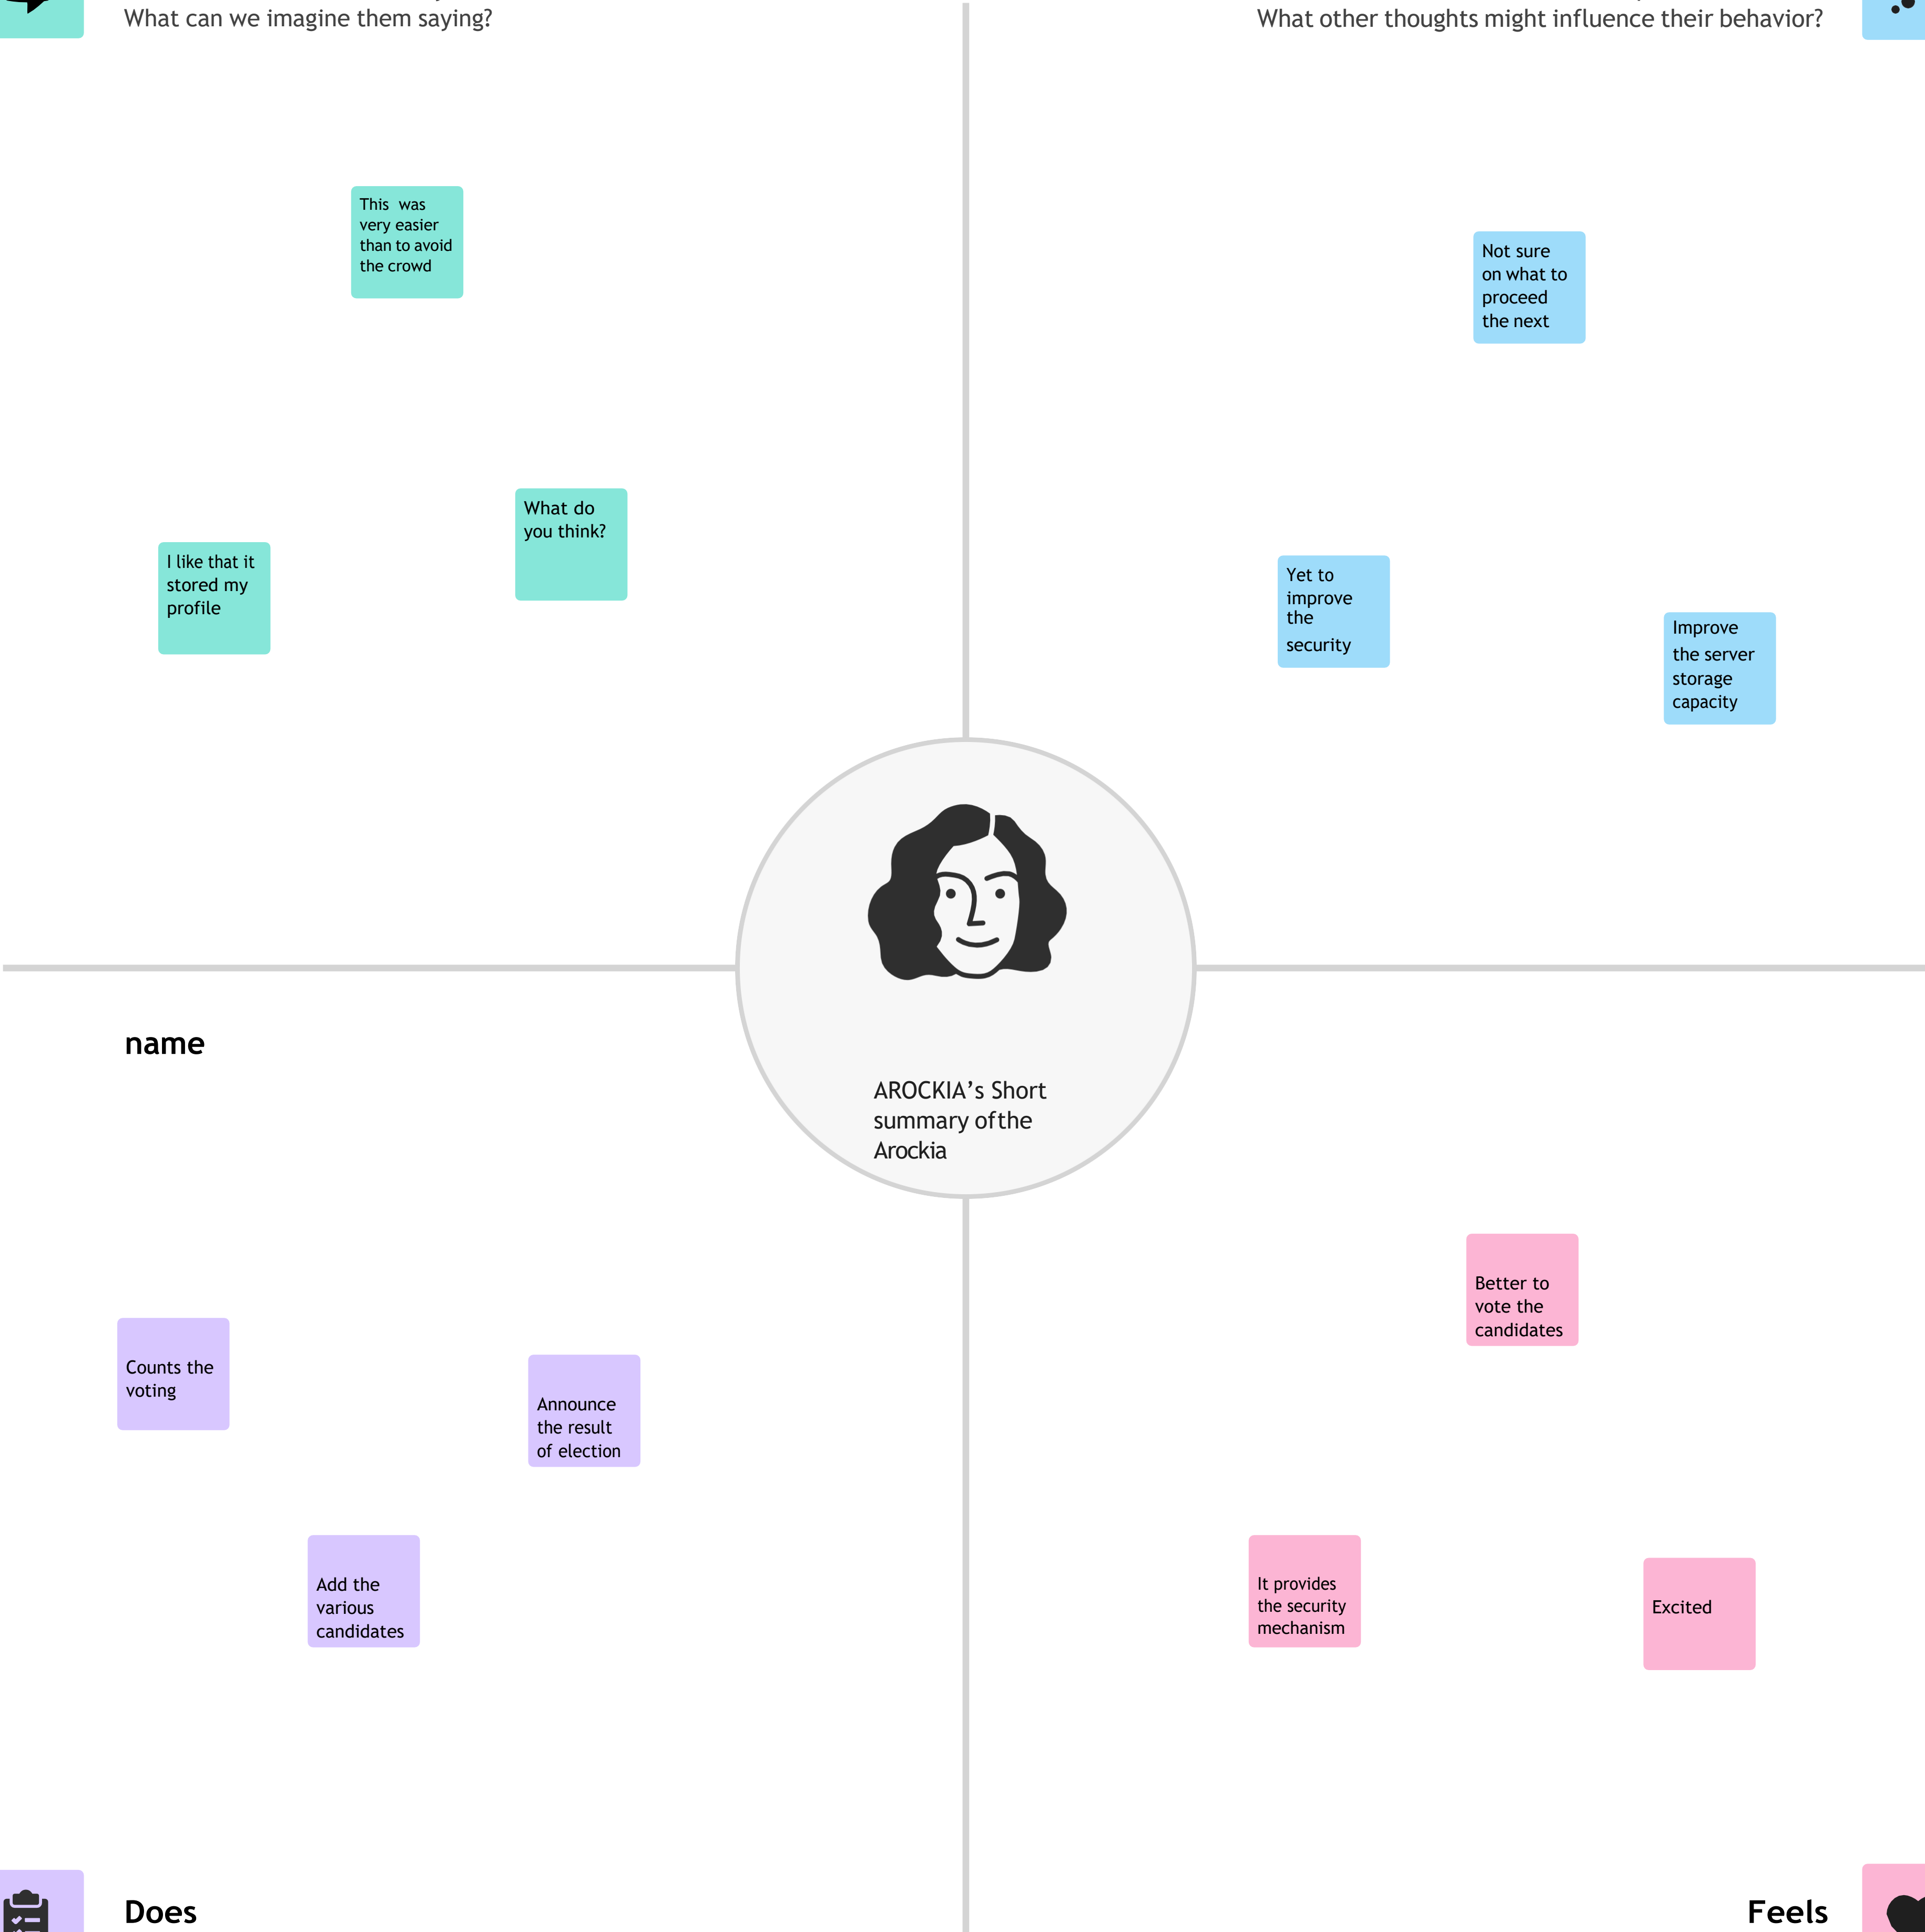 What can we imagine them saying?
What other thoughts might influence their behavior?
This was
very easier
than to avoid
the crowd
Not sure
on what to
proceed
the next
What do
you think?
I like that it
stored my
profile
Yet to
improve
the
security
Improve
the server
storage
capacity
name
AROCKIA’s Short
summary of the
Arockia
Better to
vote the
candidates
Counts the
voting
Announce
the result
of election
Add the
various
candidates
It provides
the security
mechanism
Excited
Does
Feels